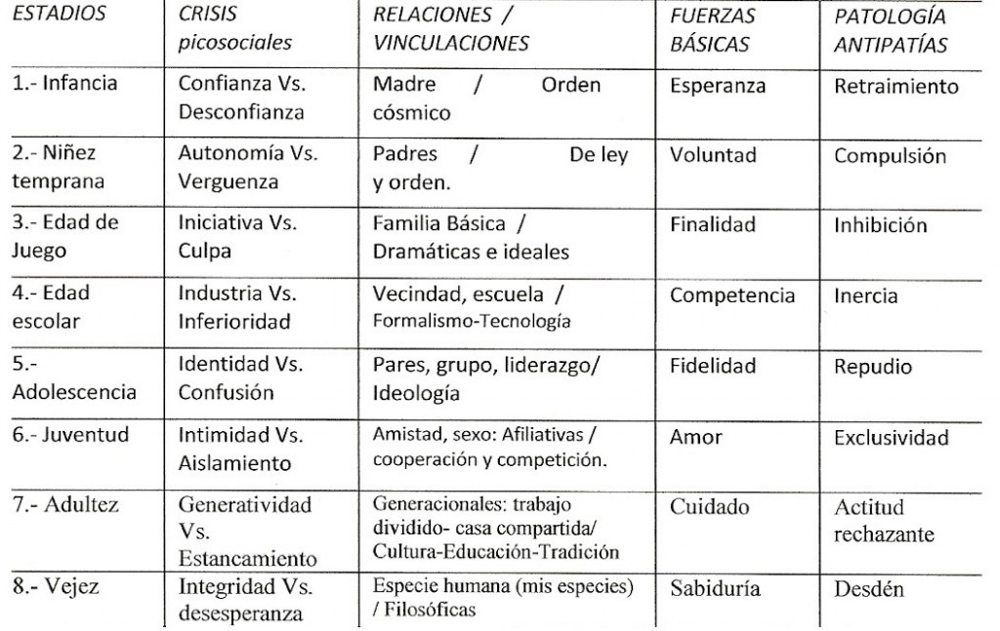 ESTADIOS CRISIS picosociales RELACIONES / VINCULACIONES FUERZAS BÁSICAS PATOLOGÍA ANTIPATÍAS
1.- Infancia Confianza Vs. Desconfianza Madre / Orden cósmico Esperanza Retraimiento
2.- Niñez temprana Autonomía Vs. Verguenza Padres / De ley y orden. Voluntad Compulsión
3.- Edad de Juego Iniciativa Vs. Culpa Familia Básica / Dramáticas e ideales Finalidad Inhibición
4.- Edad escolar Industria Vs. Inferioridad Vecindad, escuela / Formalismo-Tecnología Competencia Inercia
5.- Adolescencia Identidad Vs. Confusión Pares, grupo, liderazgo/ Ideología Fidelidad Repudio
6.- Juventud Intimidad Vs. Aislamiento Amistad, sexo: Afiliativas / cooperación y competición. Amor Exclusividad
7.- Adultez Generatividad Vs. Estancamiento Generacionales: trabajo dividido- casa compartida/ Cultura-Educación-Tradición Cuidado Actitud rechazante
8.- Vejez Integridad Vs. desesperanza Especie humana (mis especies) / Filosóficas Sabiduría Desdén